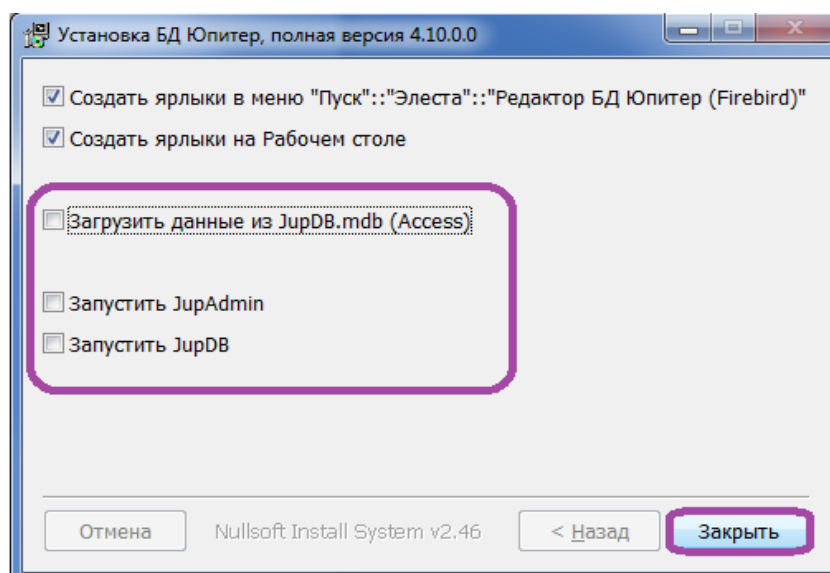 Установка БД Юпитер, полная версия 4.10.0.0
Создать ярлыки в меню "Пуск"::"Элеста"::"Редактор БД Юпитер (Firebird)"
Создать ярлыки на Рабочем столе
Загрузить данные из JupDB.mdb (Access)
Запустить JupAdmin
Запустить JupDB
Отмена Nullsoft Install System v2.46 < Назад Закрыть